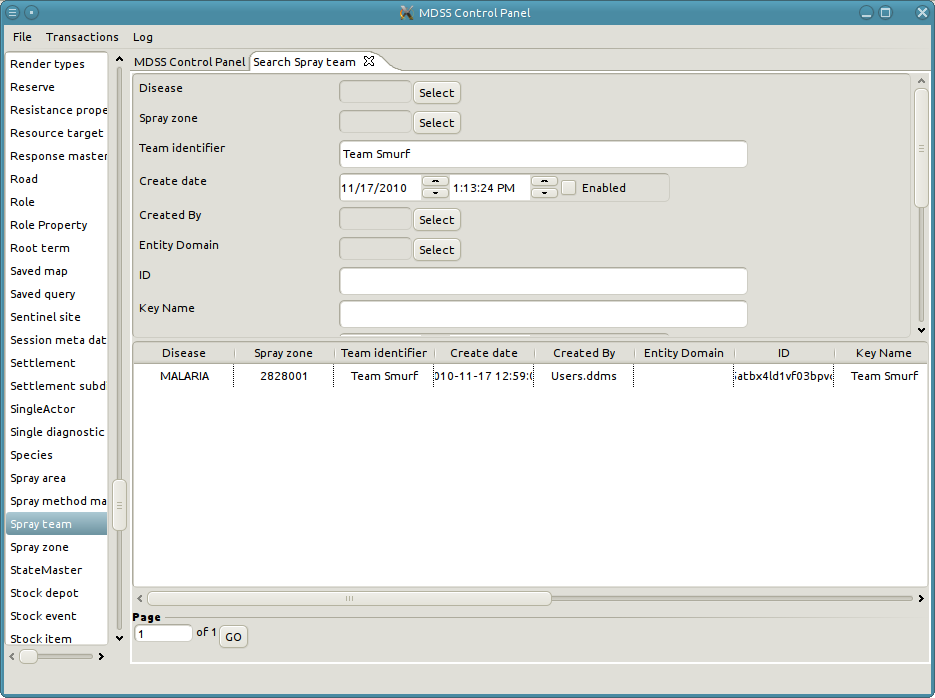 MDSS Control Panel
File Transactions Log
Render types
Reserve
Resistance prope
Resource target
Response master
Road
Role
Role Property
Root term
Saved map
Saved query
Sentinel site
Session meta dat
Settlement
Settlement subd
SingleActor
Single diagnostic
Species
Spray area
Spray method ma
Spray team
Spray zone
StateMaster
Stock depot
Stock event
Stock item
MDSS Control Panel Search Spray team
Disease Select
Spray zone Select
Team identifier Team Smurf
Create date 11/17/2010 1:13:24 PM Enabled
Created By Select
Entity Domain Select
ID
Key Name
Disease Spray zone Team identifier Create date Created By Entity Domain ID Key Name
MALARIA 2828001 Team Smurf 010-11-17 12:59:0 Users.ddms atbx4ld1vf03bpv Team Smurf
Page
1 of 1 GO